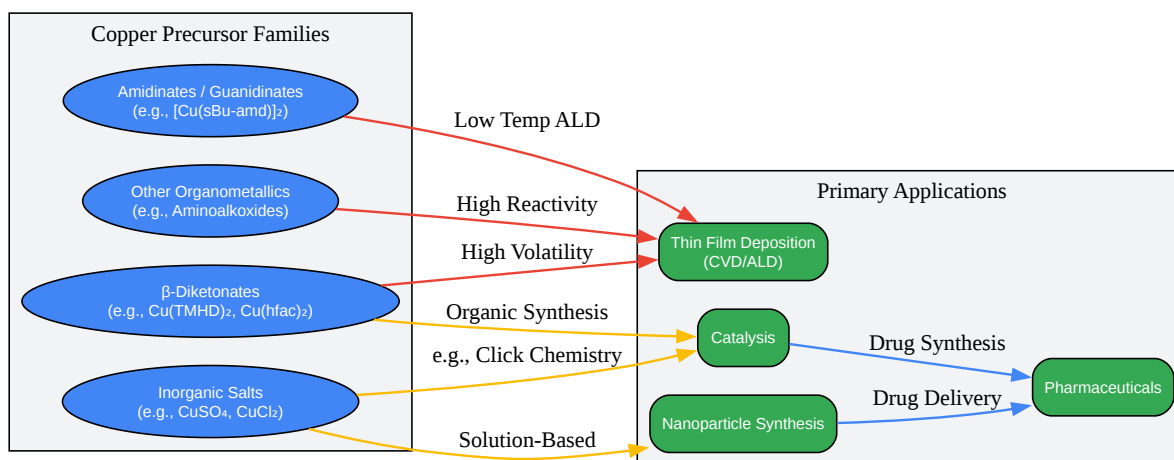 Copper Precursor Families
Amidinates / Guanidinates
(e.g., [Cu(sBu-amd)]₂)
Low Temp ALD
Other Organometallics
(e.g., Aminoalkoxides)
High Reactivity
High Volatility
β-Diketonates
(e.g., Cu(TMHD)₂, Cu(hfac)₂)
Organic Synthesis
e.g., Click Chemistry
Inorganic Salts
(e.g., CuSO₄, CuCl₂)
Solution-Based
Primary Applications
Thin Film Deposition
(CVD/ALD)
Catalysis
Drug Synthesis
Pharmaceuticals
Drug Delivery
Nanoparticle Synthesis